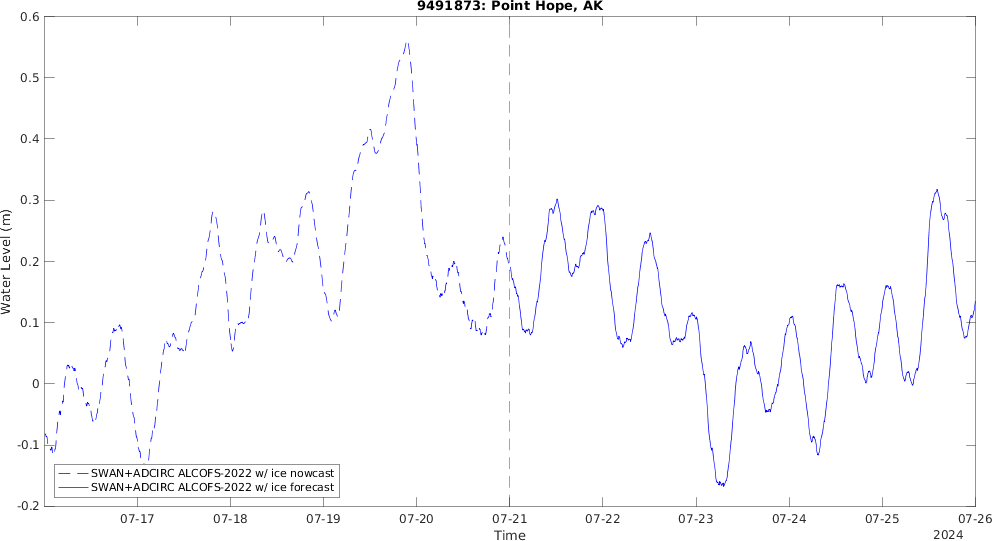 9491873: Point Hope, AK
0.6
0.5
0.4
0.3
0.2
0.1
0
-0.1
-0.2
Water Level (m)
SWAN+ADCIRC ALCOFS-2022 w/ ice nowcast
SWAN+ADCIRC ALCOFS-2022 w/ ice forecast
07-17 07-18 07-19 07-20 07-21 07-22 07-23 07-24 07-25 07-26
Time
2024